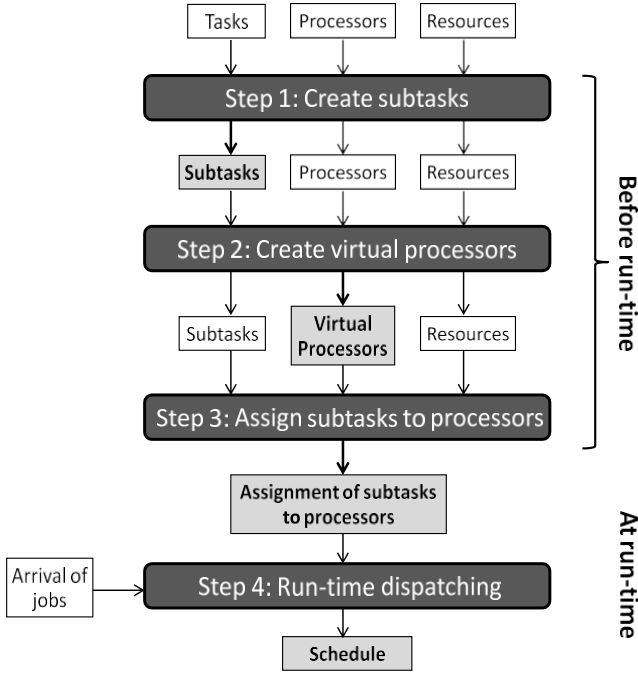 Tasks
Processors
Resources
Step 1: Create subtasks
Subtasks
Processors
Resources
Step 2: Create virtual processors
Subtasks
Virtual
Processors
Resources
Step 3: Assign subtasks to processors
Before run-time
Assignment of subtasks
to processors
Arrival of
jobs
Step 4: Run-time dispatching
At run-time
Schedule